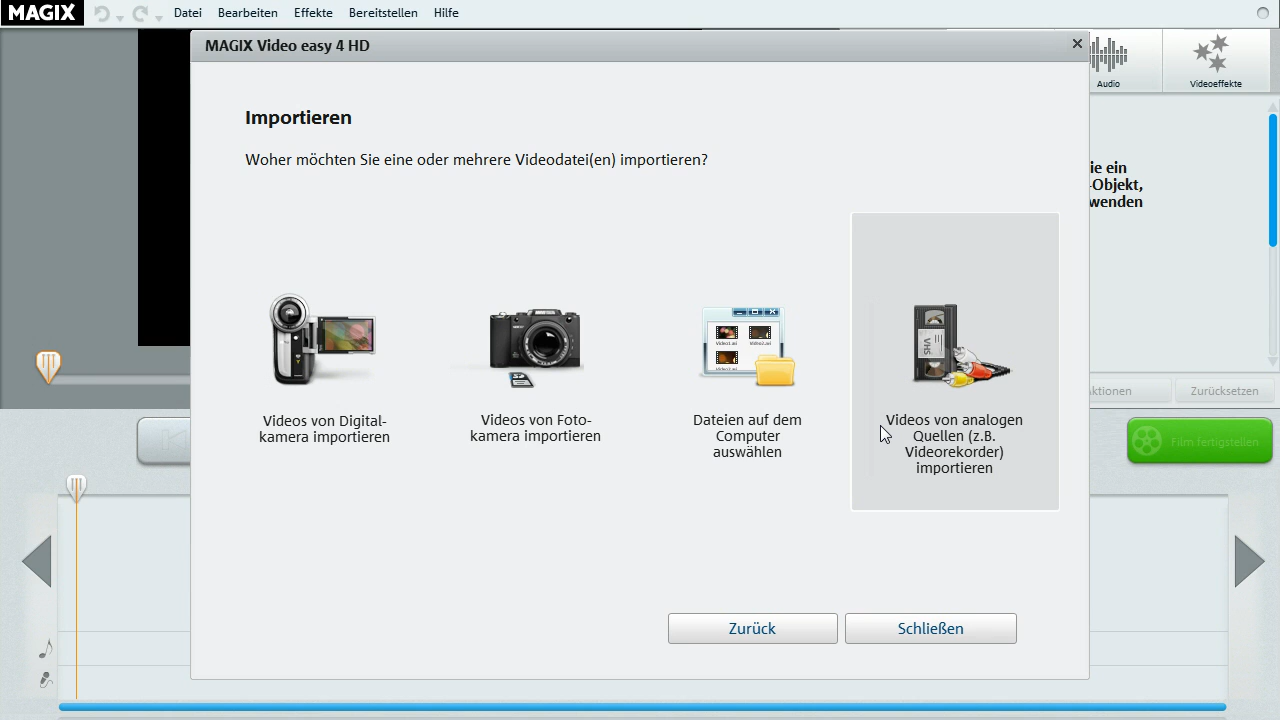 MAGIX
Datei
Bearbeiten
Effekte
Bereitstellen
Hilfe
MAGIX Video easy 4 HD
Audio
Videoeffekte
Importieren
Woher möchten Sie eine oder mehrere Videodatei(en) importieren?
ie ein
-Objekt,
wenden
VHS
Videos von Digital-
kamera importieren
Videos von Foto-
kamera importieren
Dateien auf dem
Computer
auswählen
Videos von analogen
Quellen (z.B.
Videorekorder)
importieren
ktionen
Zurücksetzen
Film fertigstellen
Zurück
Schließen